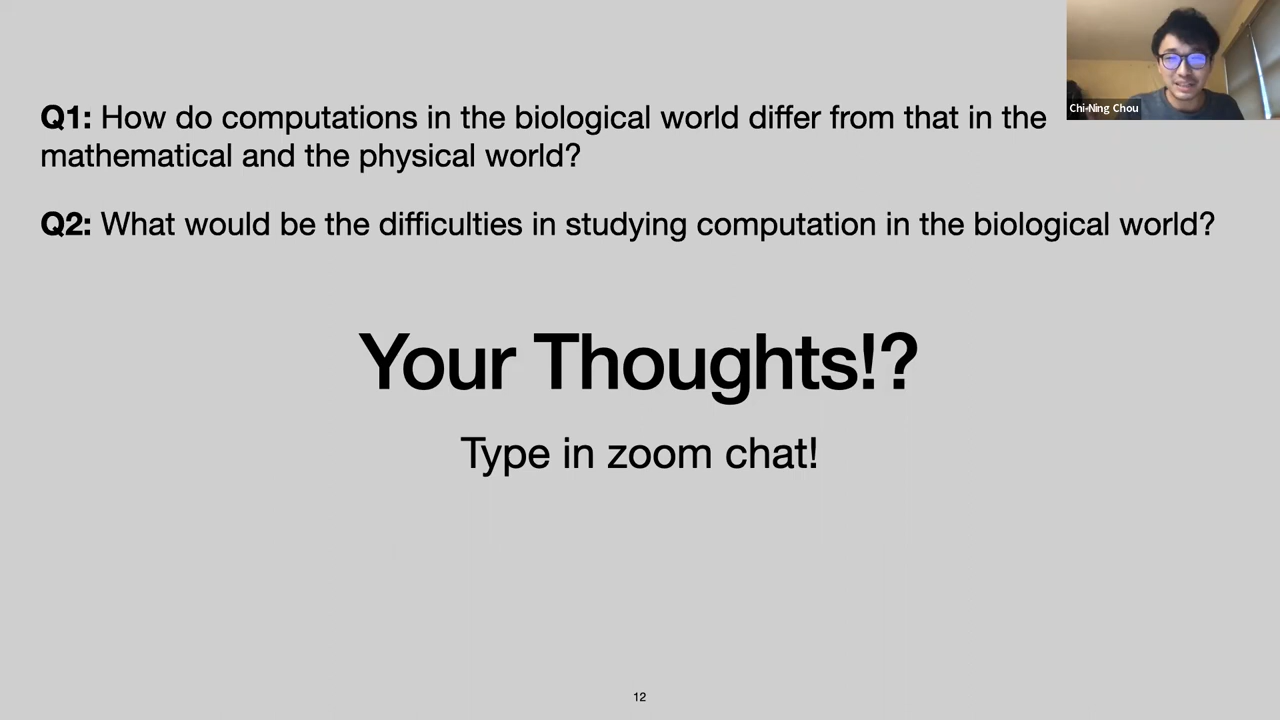 Q1: How do computations in the biological world differ from that in the
mathematical and the physical world?
Chi-Ning Chou
Q2: What would be the difficulties in studying computation in the biological world?
Your Thoughts!?
Type in zoom chat!
12